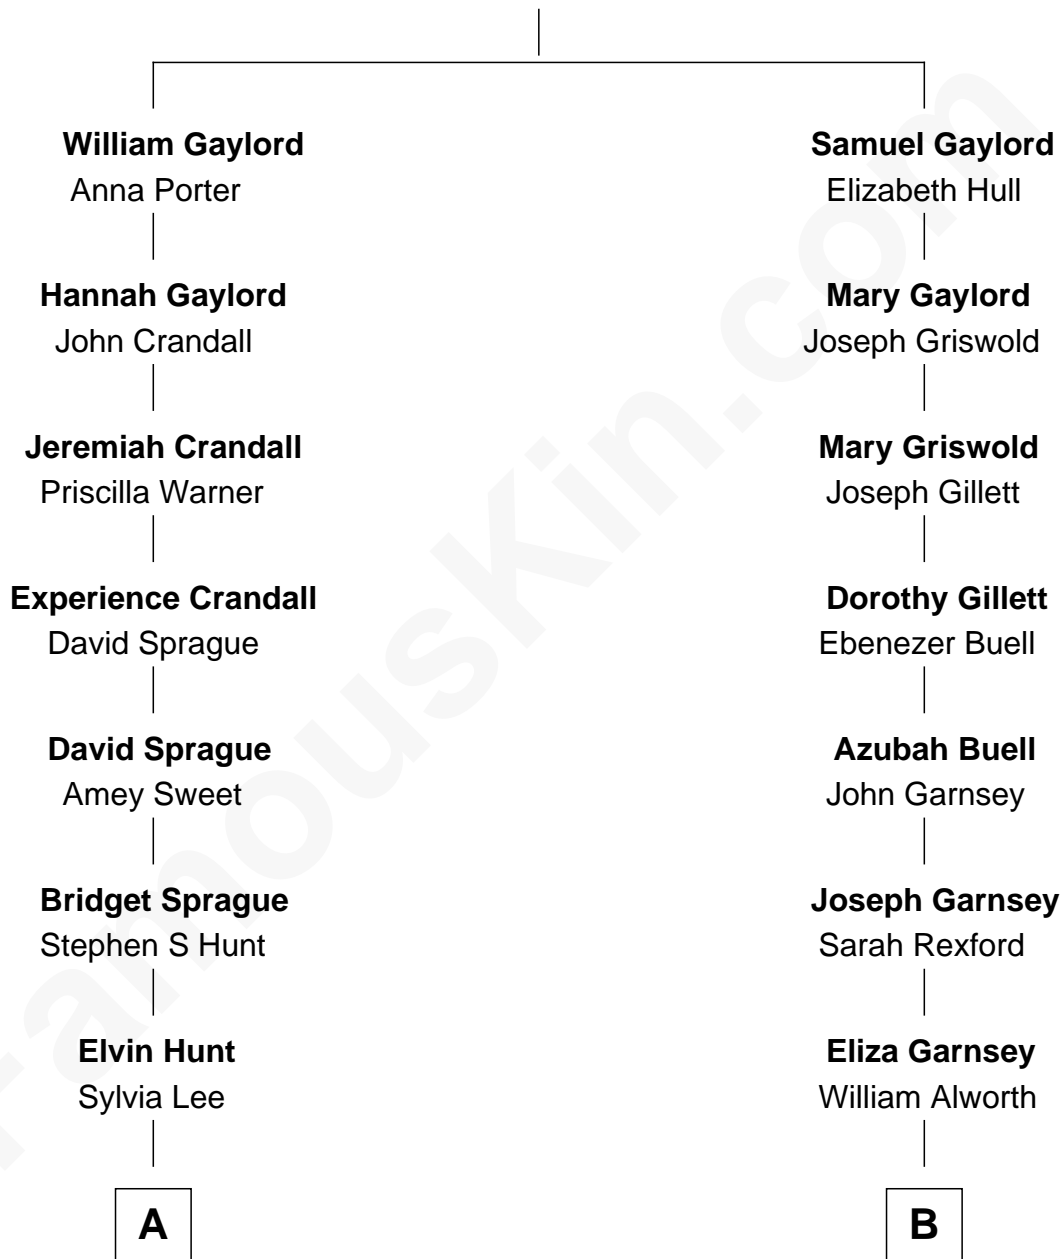 William Gaylord
Anna Porter
Hannah Gaylord
John Crandall
Jeremiah Crandall
Priscilla Warner
Experience Crandall
David Sprague
David Sprague
Amey Sweet
Bridget Sprague
Stephen S Hunt
Elvin Hunt
Sylvia Lee
A
Samuel Gaylord
Elizabeth Hull
Mary Gaylord
Joseph Griswold
Mary Griswold
Joseph Gillett
Dorothy Gillett
Ebenezer Buell
Azubah Buell
John Garnsey
Joseph Garnsey
Sarah Rexford
Eliza Garnsey
William Alworth
B
FamousKin.com